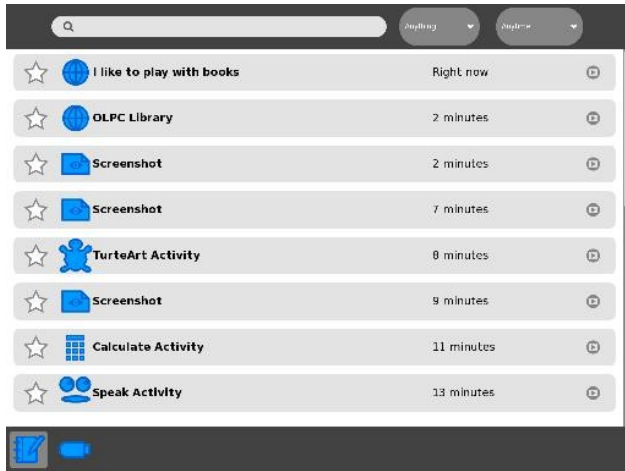 Anything Anytime
I like to play with books Right now
OLPC Library 2 minutes
Screenshot 2 minutes
Screenshot 7 minutes
TurteArt Activity 8 minutes
Screenshot 9 minutes
Calculate Activity 11 minutes
Speak Activity 13 minutes